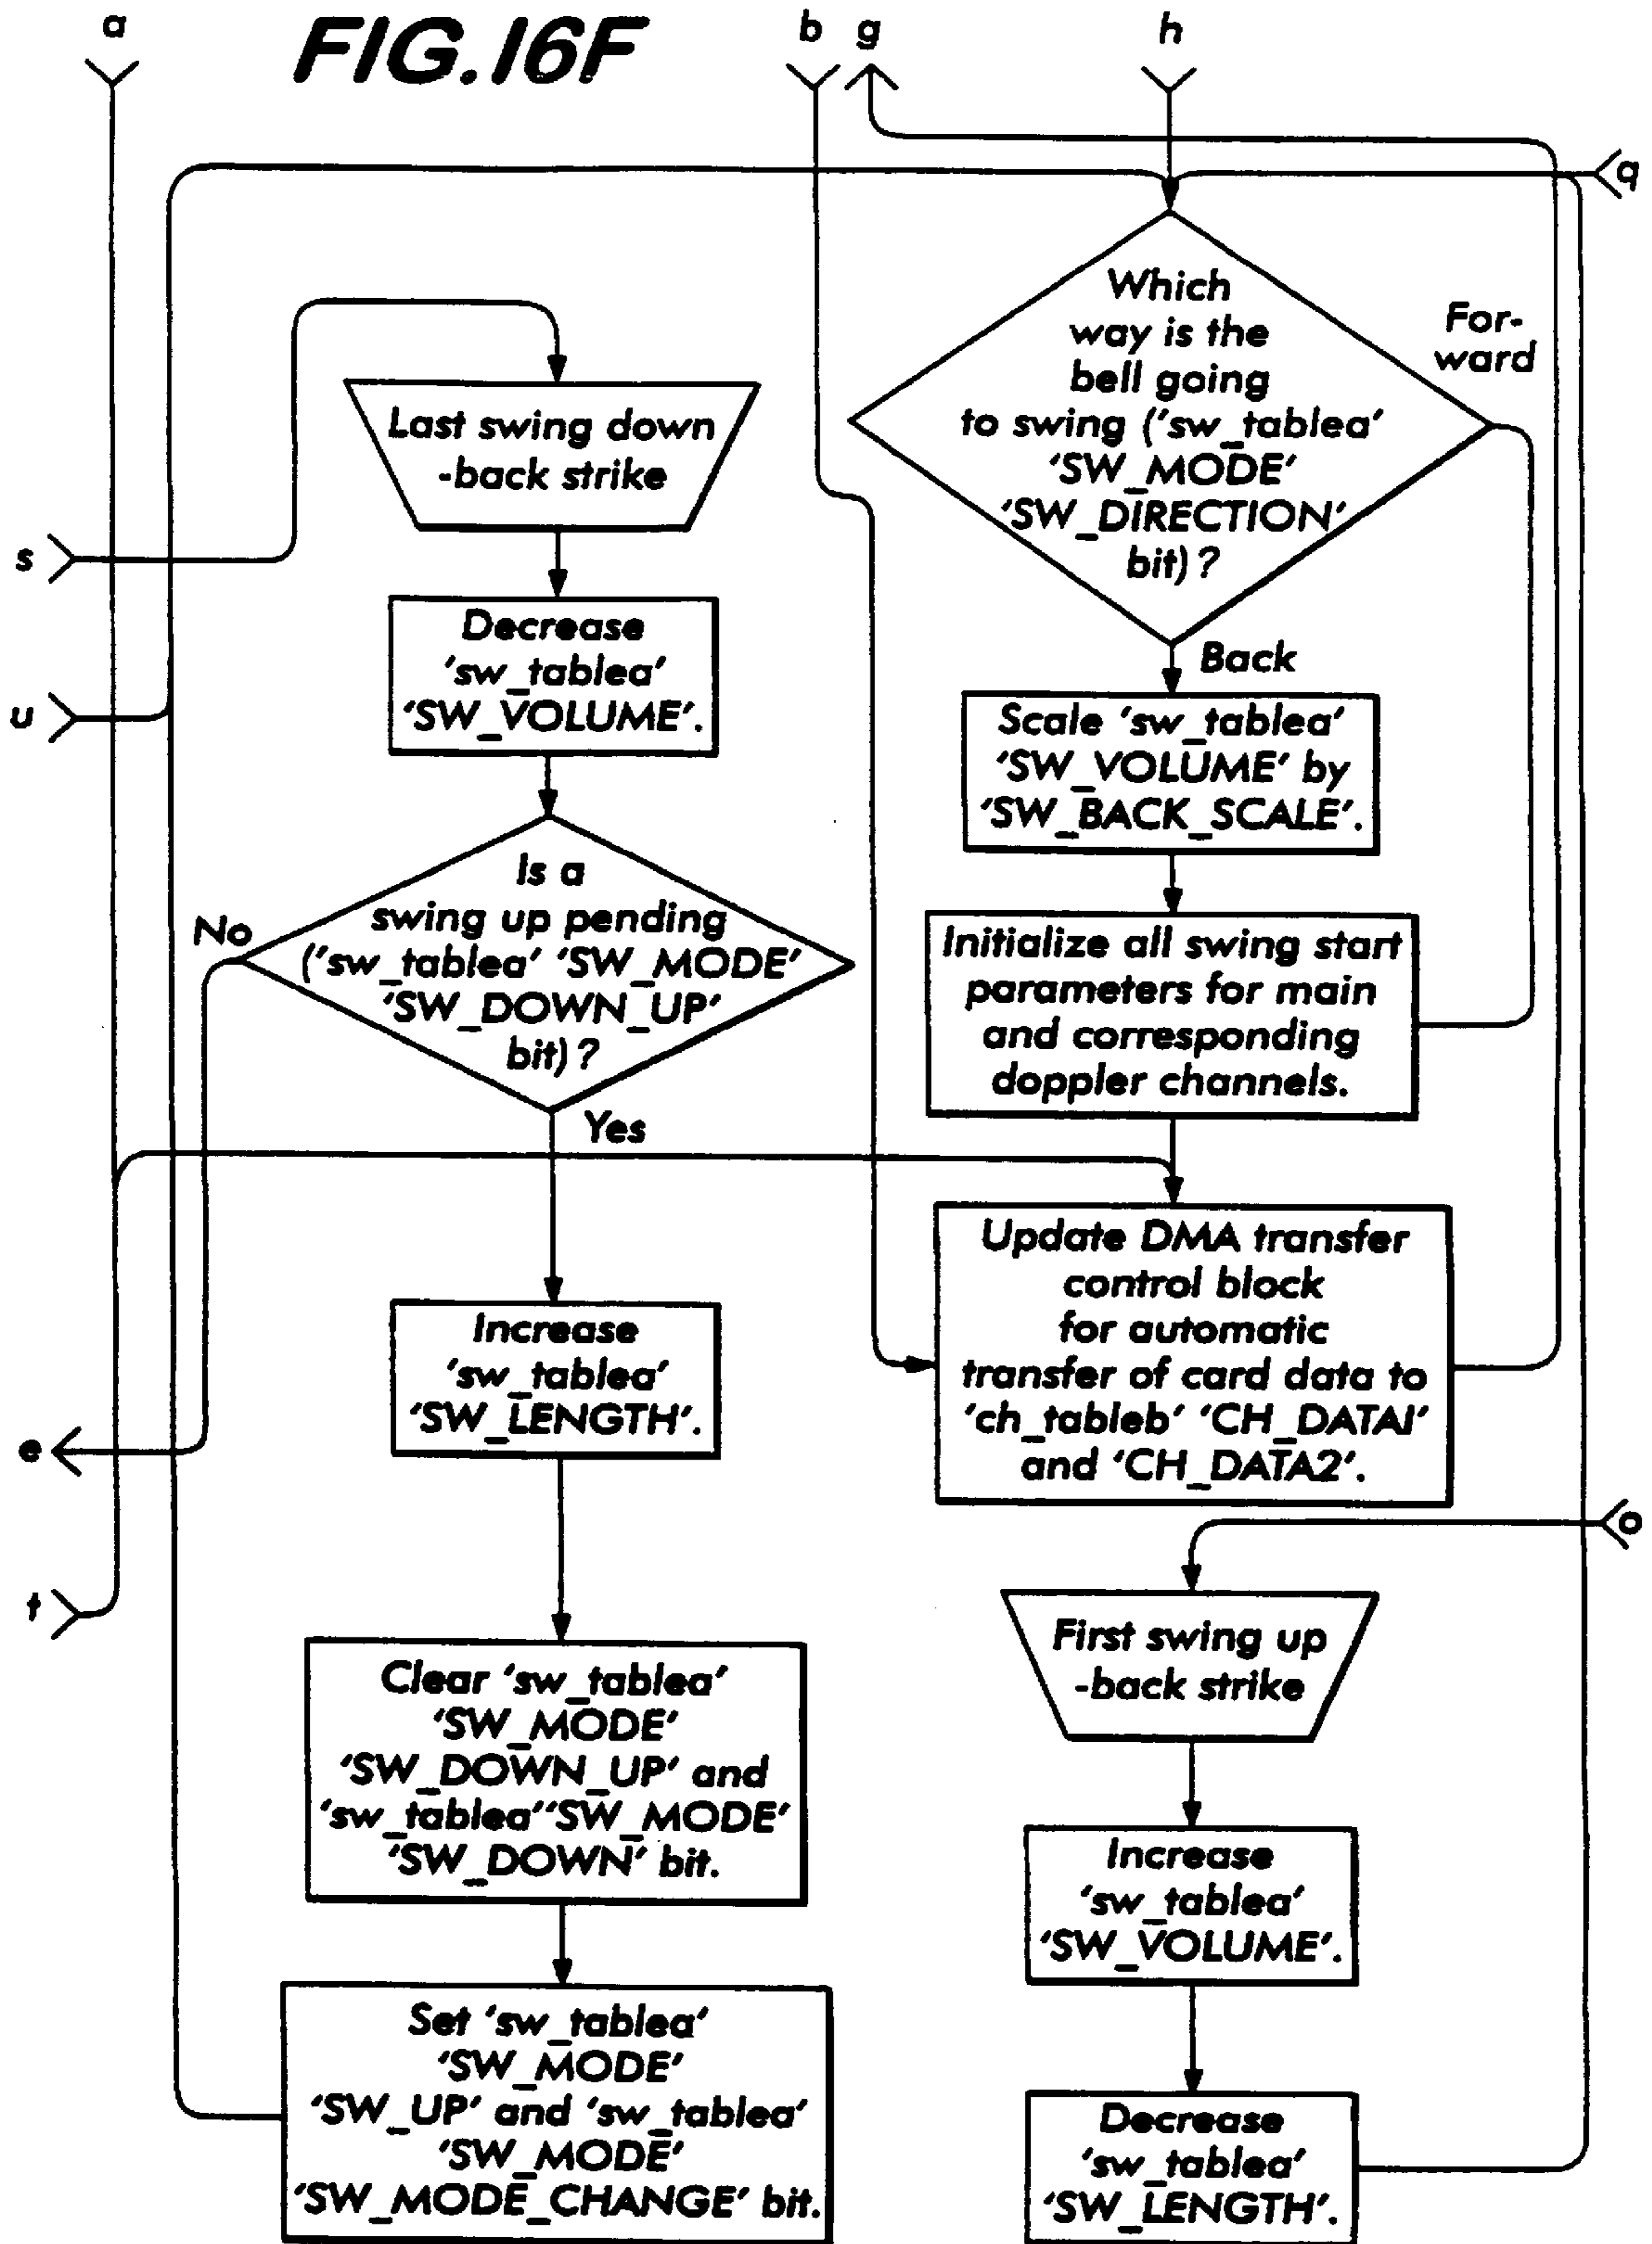 a
FIG.16F
b
g
h
q
Which
way is the
bell going
to swing ('sw_tablea'
'SW_MODE'
'SW_DIRECTION'
bit)?
For-
ward
Back
Last swing down
-back strike
s
Decrease
'sw_tablea'
'SW_VOLUME'.
u
Scale 'sw_tablea'
'SW_VOLUME' by
'SW_BACK_SCALE'.
Is a
swing up pending
('sw_tablea' 'SW_MODE'
'SW_DOWN_UP'
bit)?
No
Yes
Initialize all swing start
parameters for main
and corresponding
doppler channels.
Update DMA transfer
control block
for automatic
transfer of card data to
'ch_tableb' 'CH_DATA1'
and 'CH_DATA2'.
Increase
'sw_tablea'
'SW_LENGTH'.
e
o
t
First swing up
-back strike
Clear 'sw_tablea'
'SW_MODE'
'SW_DOWN_UP' and
'sw_tablea''SW_MODE'
'SW_DOWN' bit.
Increase
'sw_tablea'
'SW_VOLUME'.
Set 'sw_tablea'
'SW_MODE'
'SW_UP' and 'sw_tablea'
'SW_MODE'
'SW_MODE_CHANGE' bit.
Decrease
'sw_tablea'
'SW_LENGTH'.